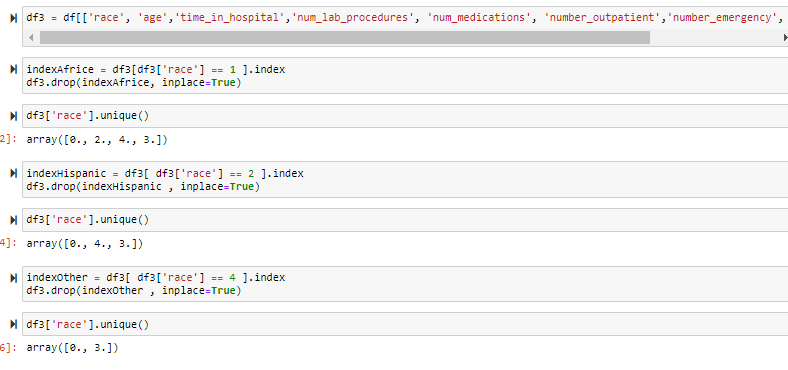 df3 = df[['race', 'age','time_in_hospital','num_lab_procedures', 'num_medications', 'number_outpatient','number_emergency',
indexAfrice = df3[df3['race'] == 1 ].index
df3.drop(indexAfrice, inplace=True)
df3['race'].unique()
2]: array([0., 2., 4., 3.])
indexHispanic = df3[ df3['race'] == 2 ].index
df3.drop(indexHispanic , inplace=True)
df3['race'].unique()
4]: array([0., 4., 3.])
indexOther = df3[ df3['race'] == 4 ].index
df3.drop(indexOther , inplace=True)
df3['race'].unique()
6]: array([0., 3.])